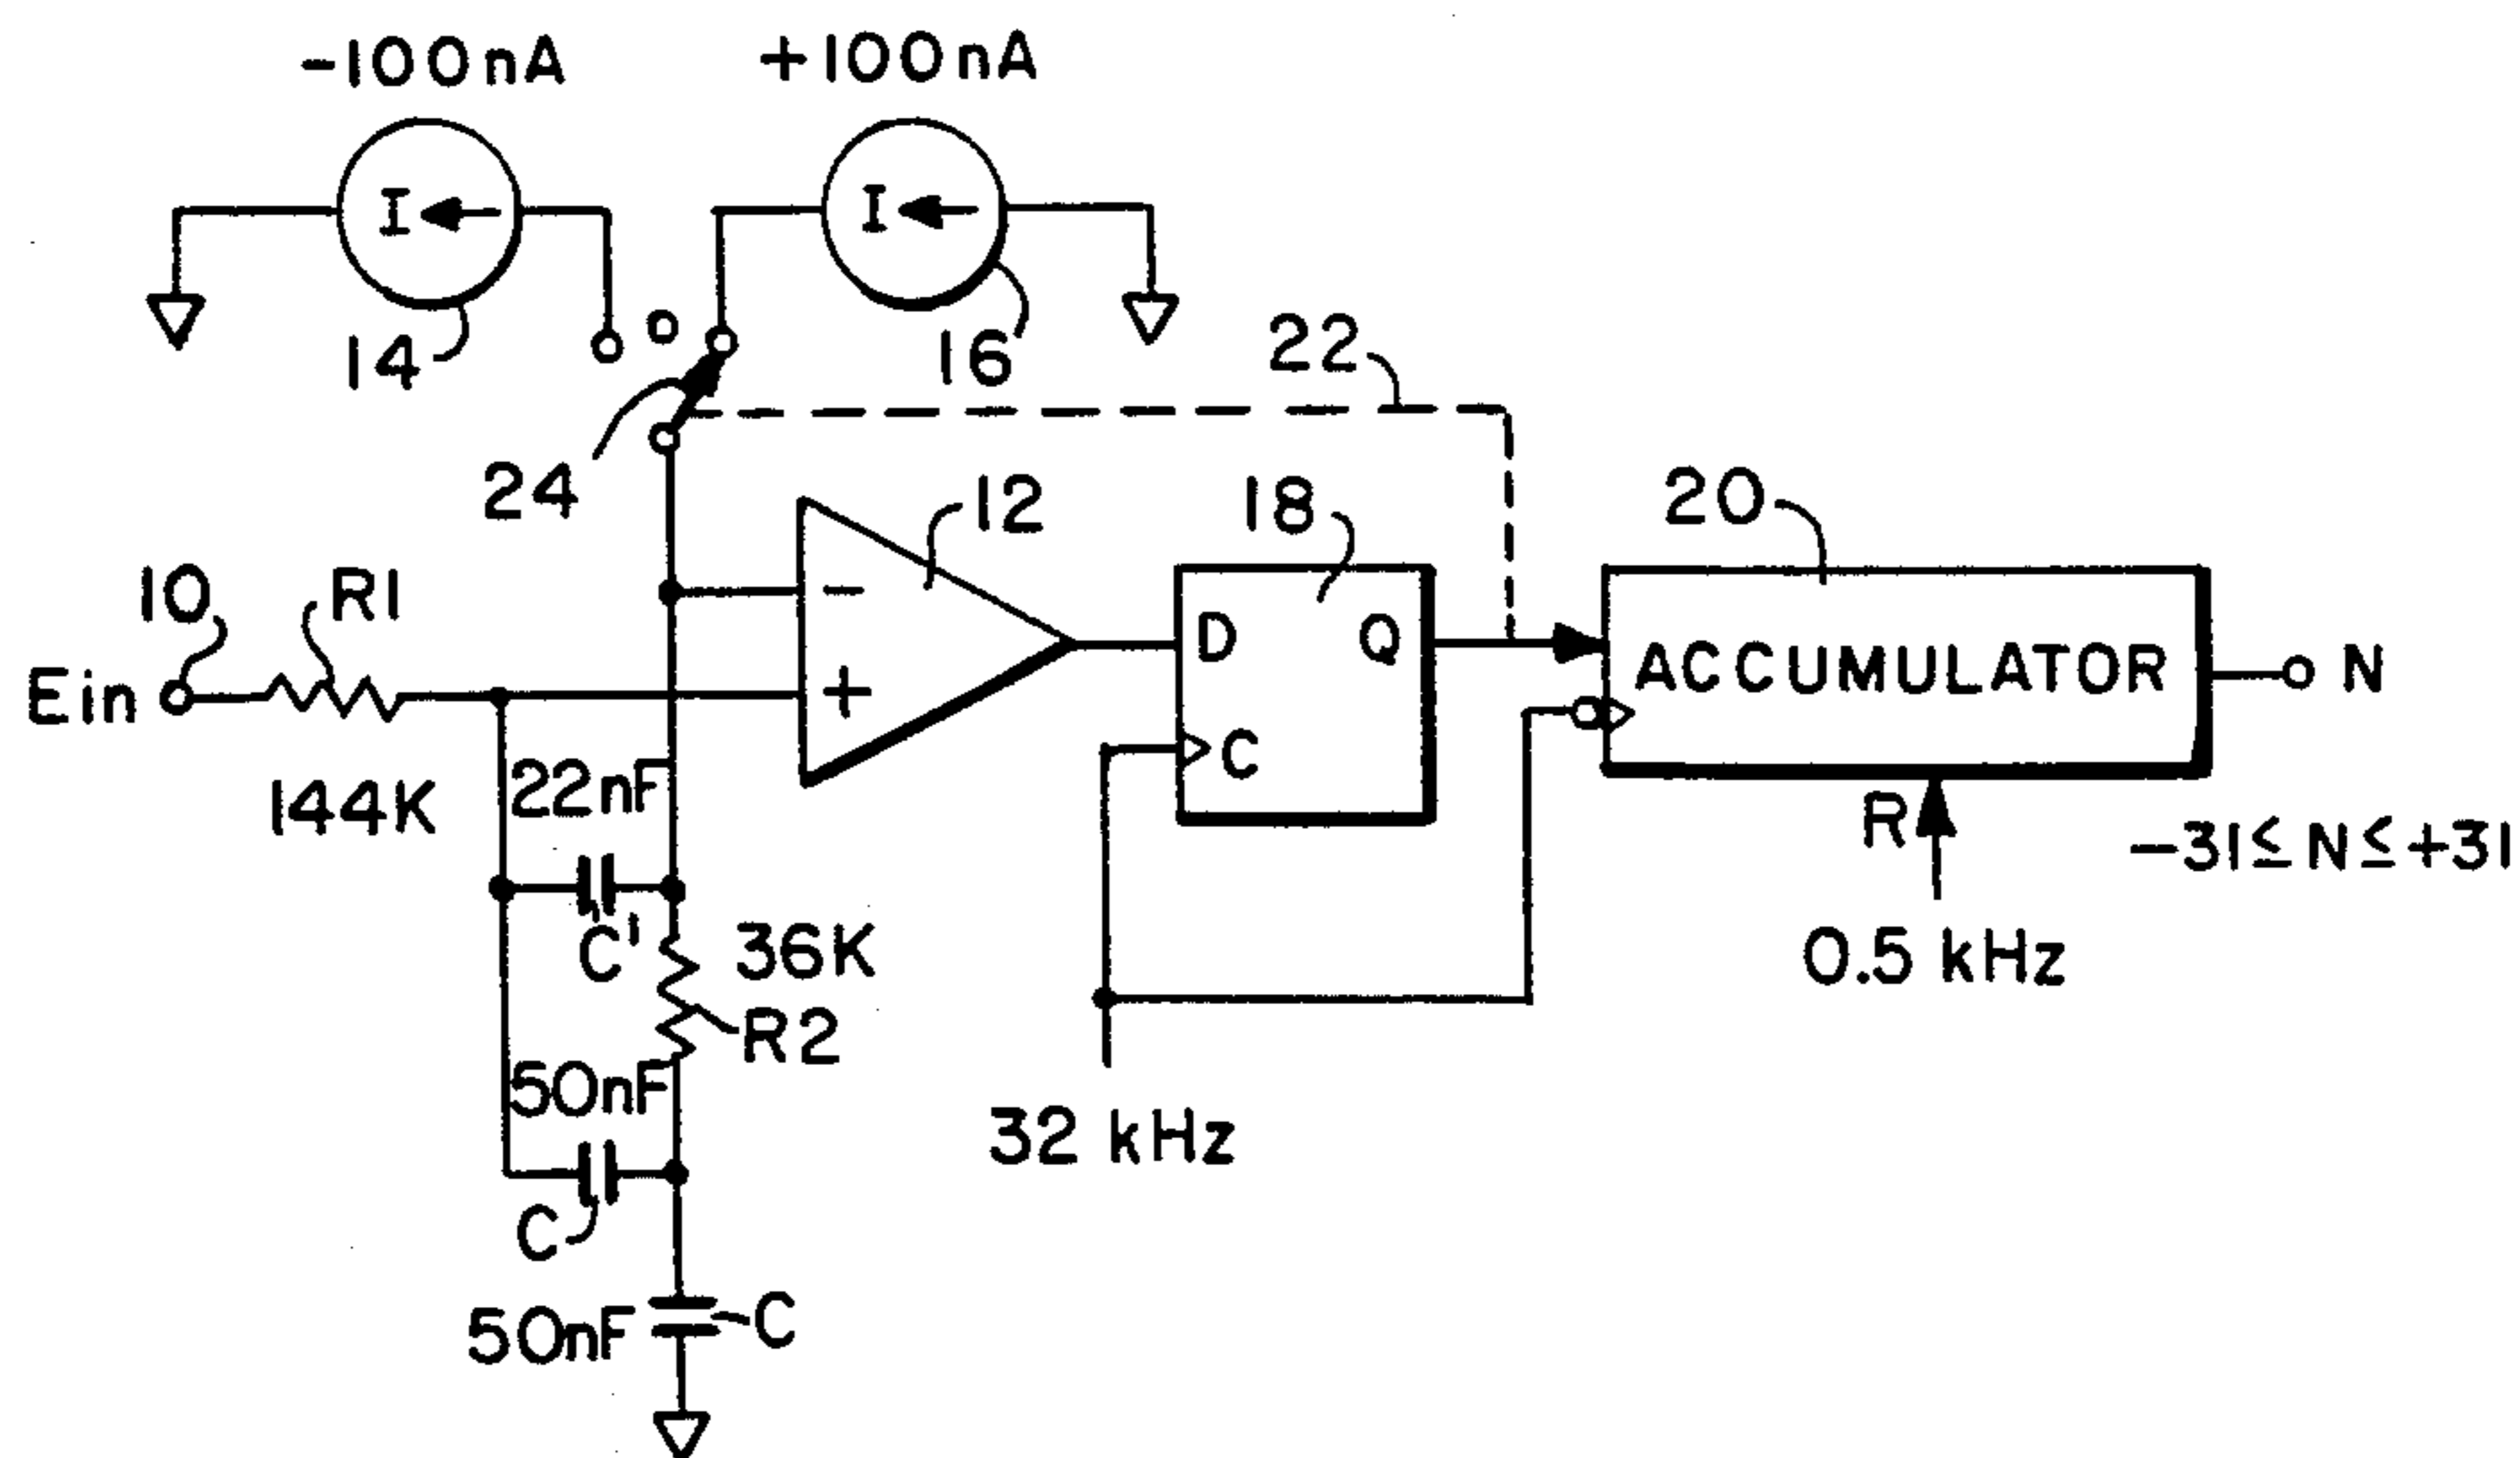 -100nA
+100nA
I
I
14
16
22
24
12
18
20
10
R1
Ein
-
+
D
Q
C
ACCUMULATOR
N
144K
22nF
R
-31≤N≤+31
C'
36K
0.5 kHz
R2
50nF
32 kHz
C
50nF
C